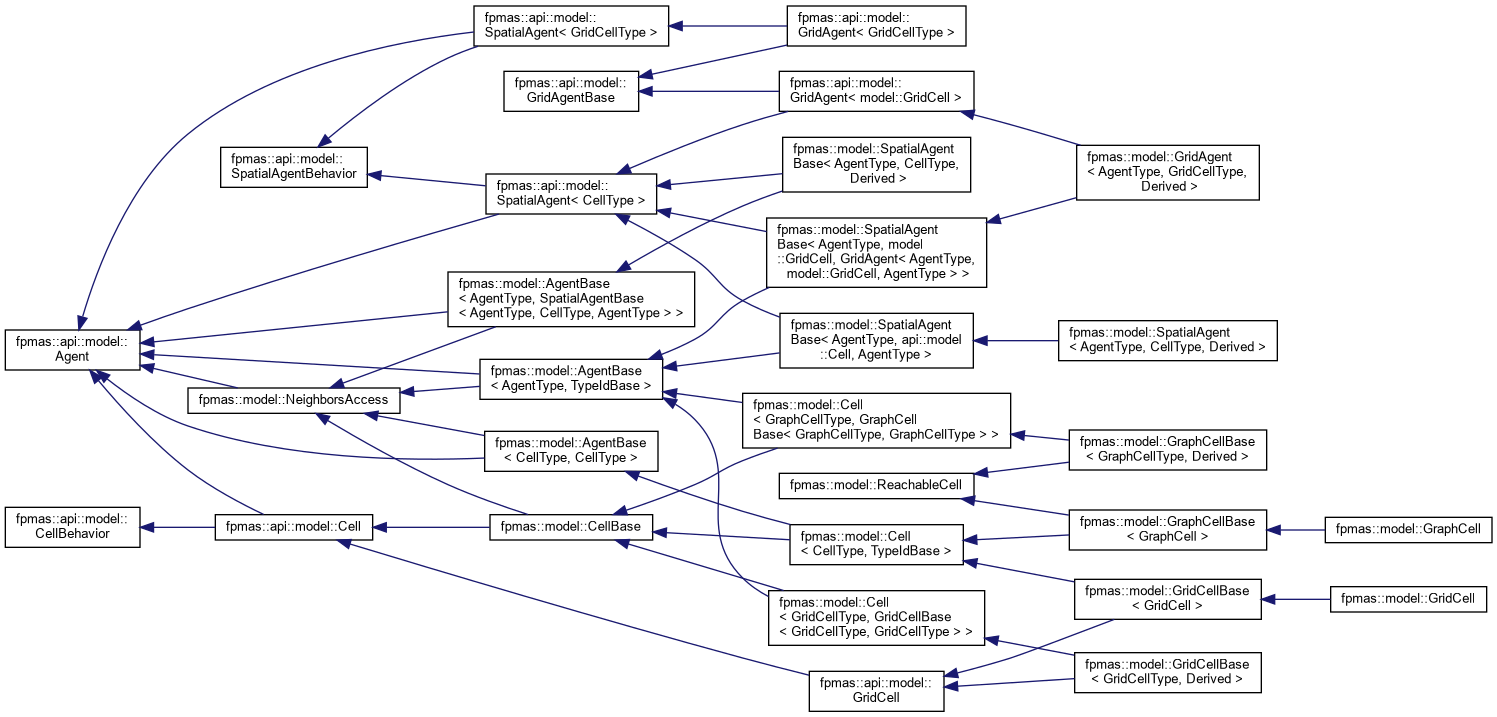 fpmas::api::model::
SpatialAgent< GridCellType >
fpmas::api::model::
GridAgent< GridCellType >
fpmas::api::model::
GridAgentBase
fpmas::api::model::
GridAgent< model::GridCell >
fpmas::api::model::
SpatialAgentBehavior
fpmas::api::model::
SpatialAgent< CellType >
fpmas::model::SpatialAgent
Base< AgentType, CellType,
Derived >
fpmas::model::GridAgent
< AgentType, GridCellType,
Derived >
fpmas::model::SpatialAgent
Base< AgentType, model
::GridCell, GridAgent< AgentType,
model::GridCell, AgentType > >
fpmas::model::AgentBase
< AgentType, SpatialAgentBase
< AgentType, CellType, AgentType > >
fpmas::api::model::
Agent
fpmas::model::SpatialAgent
Base< AgentType, api::model
::Cell, AgentType >
fpmas::model::SpatialAgent
< AgentType, CellType, Derived >
fpmas::model::AgentBase
< AgentType, TypeIdBase >
fpmas::model::NeighborsAccess
fpmas::model::Cell
< GraphCellType, GraphCell
Base< GraphCellType, GraphCellType > >
fpmas::model::AgentBase
< CellType, CellType >
fpmas::model::GraphCellBase
< GraphCellType, Derived >
fpmas::model::ReachableCell
fpmas::api::model::
CellBehavior
fpmas::api::model::Cell
fpmas::model::CellBase
fpmas::model::Cell
< CellType, TypeIdBase >
fpmas::model::GraphCellBase
< GraphCell >
fpmas::model::GraphCell
fpmas::model::Cell
< GridCellType, GridCellBase
< GridCellType, GridCellType > >
fpmas::model::GridCellBase
< GridCell >
fpmas::model::GridCell
fpmas::api::model::
GridCell
fpmas::model::GridCellBase
< GridCellType, Derived >